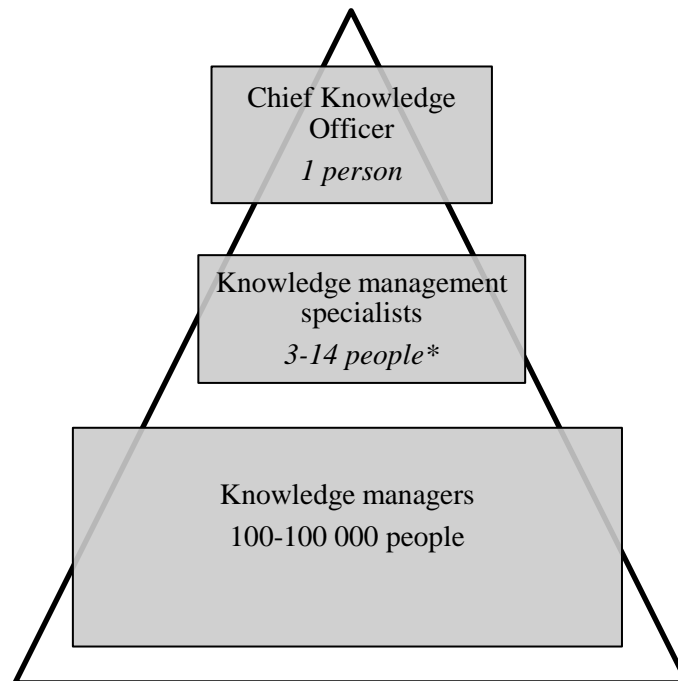 Chief Knowledge
Officer
1 person
Knowledge management
specialists
3-14 people*
Knowledge managers
100-100 000 people